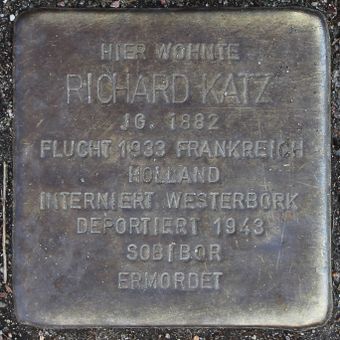 HIER WOHNTE
RICHARD KATZ
JG. 1882
FLUCHT 1933 FRANKREICH
HOLLAND
INTERNIERT WESTERBORK
DEPORTIERT 1943
SOBIBOR
ERMORDET